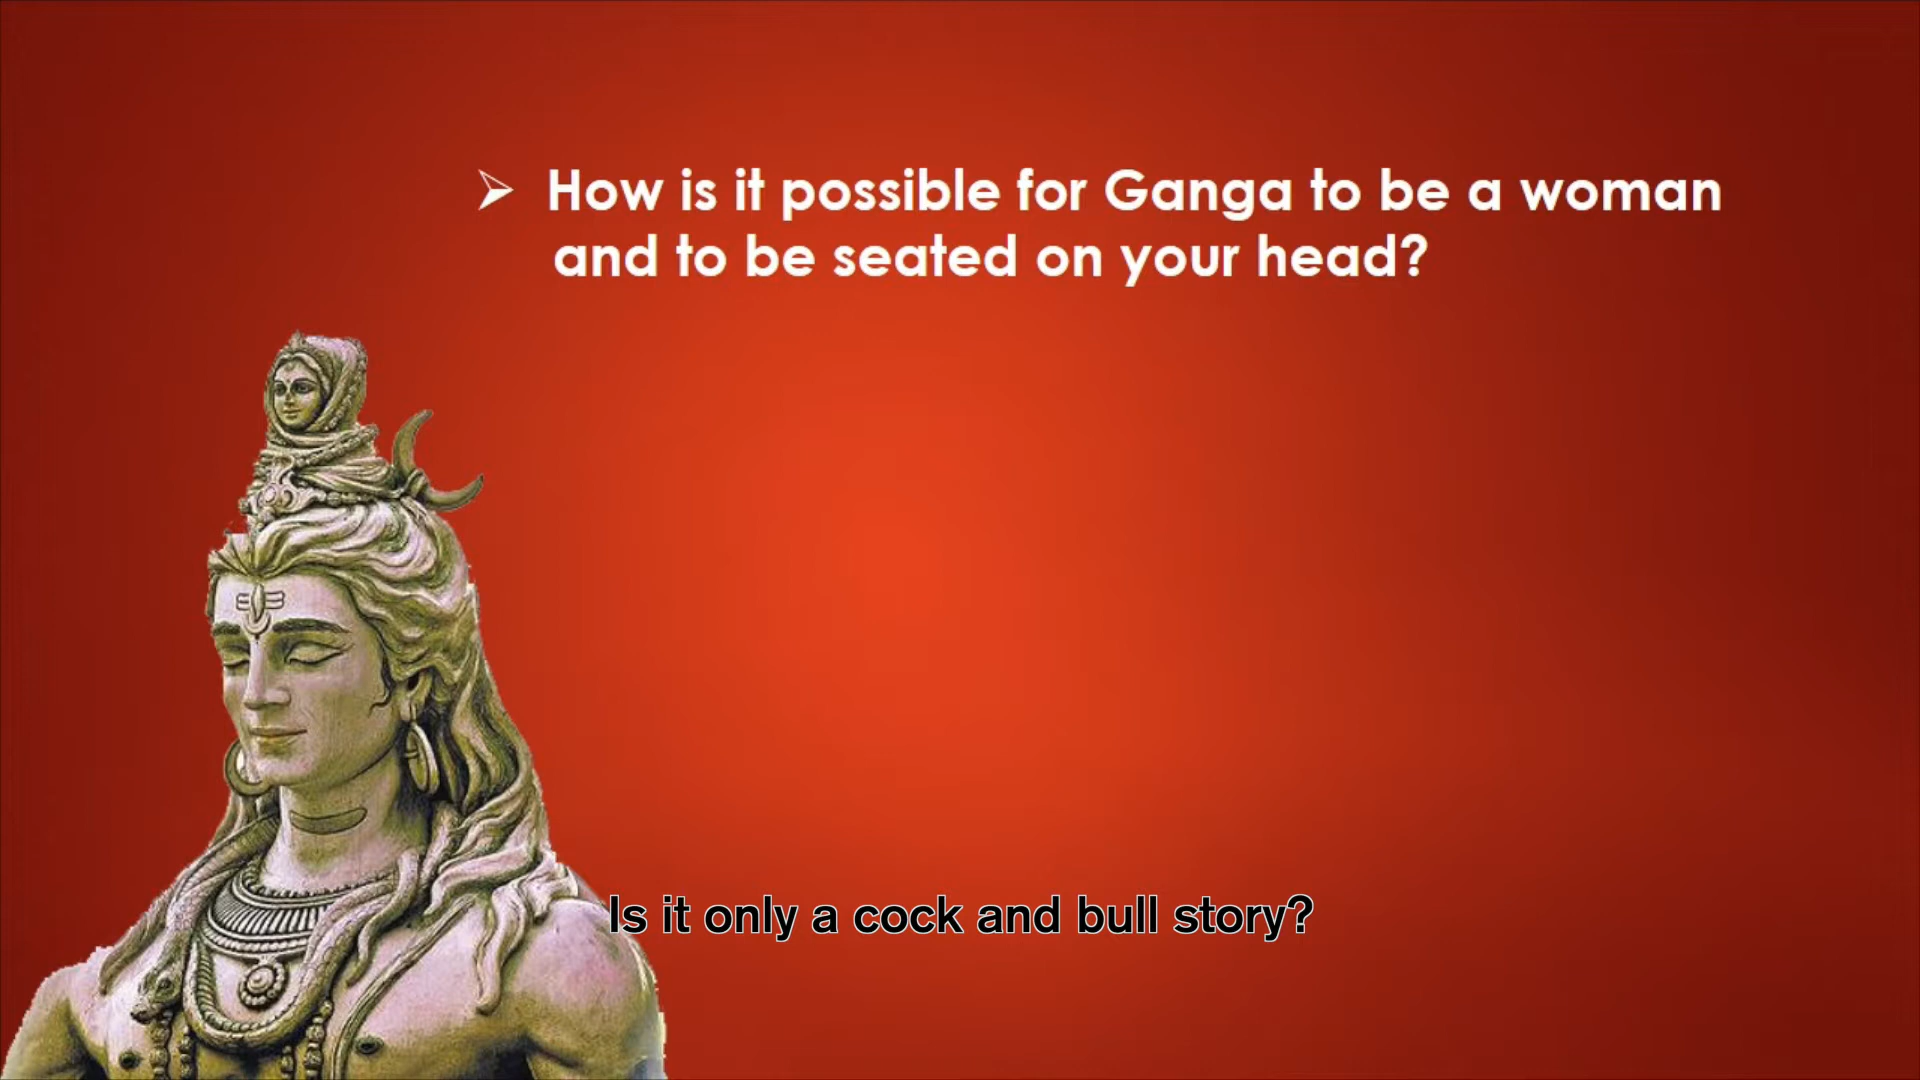 ➢ How is it possible for Ganga to be a woman
and to be seated on your head?
Is it only a cock and bull story?